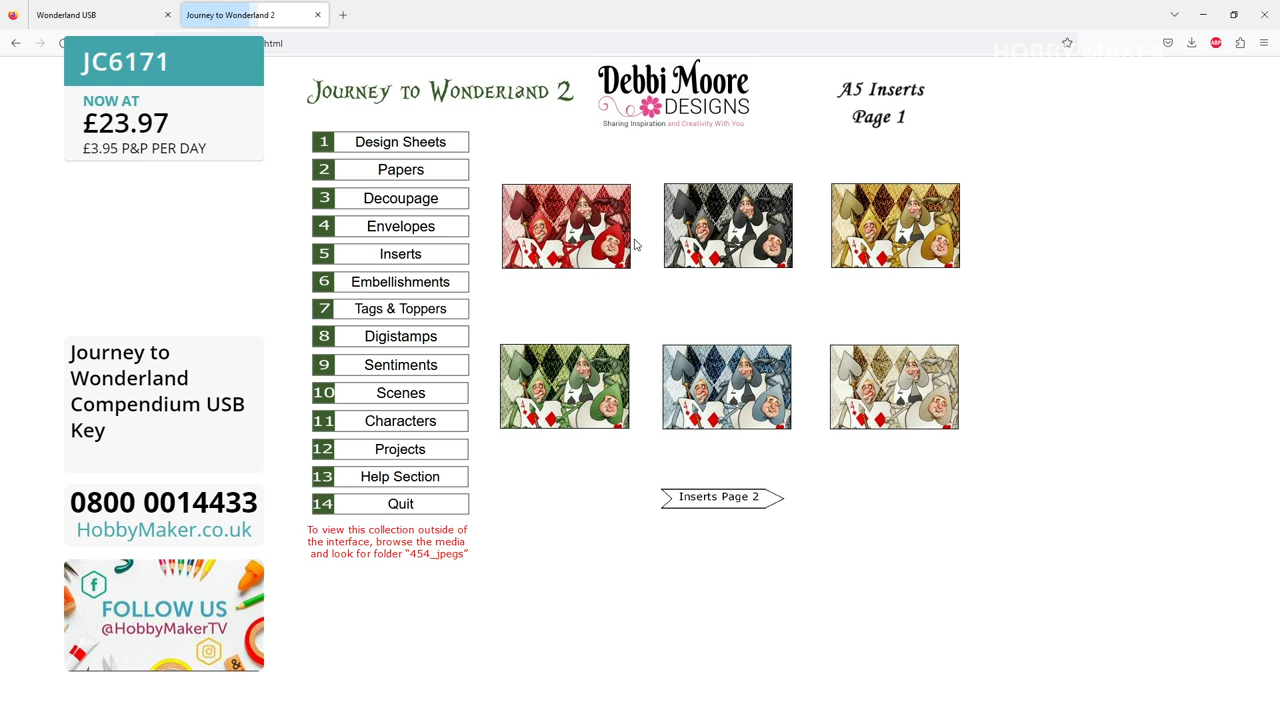 Wonderland USB
Journey to Wonderland 2
html
ABP
HOBBY MAKER
JC6171
NOW AT
£23.97
£3.95 P&P PER DAY
Journey to Wonderland 2
Debbi Moore
DESIGNS
Sharing Inspiration and Creativity With You
A5 Inserts
Page 1
1 Design Sheets
2 Papers
3 Decoupage
4 Envelopes
5 Inserts
6 Embellishments
7 Tags & Toppers
8 Digistamps
9 Sentiments
10 Scenes
11 Characters
12 Projects
13 Help Section
14 Quit
To view this collection outside of
the interface, browse the media
and look for folder "454_jpegs"
Inserts Page 2
Journey to
Wonderland
Compendium USB
Key
0800 0014433
HobbyMaker.co.uk
FOLLOW US
@HobbyMakerTV